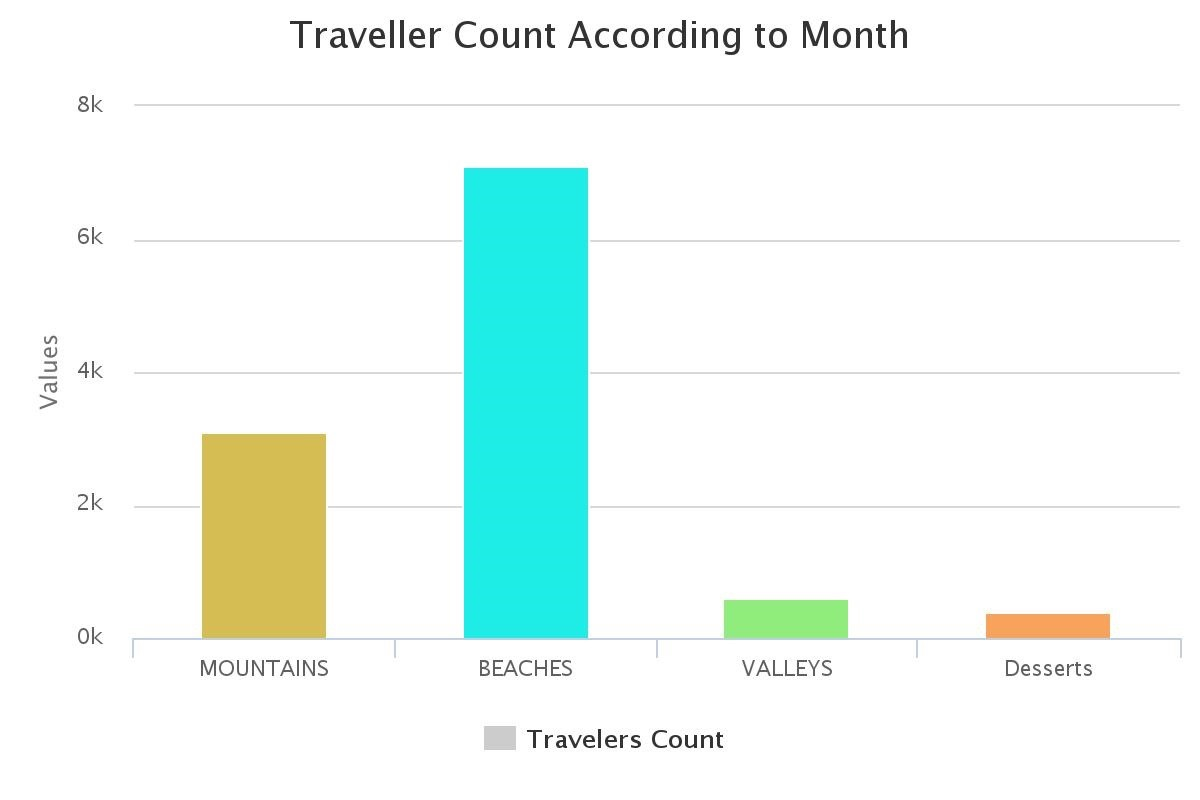 Traveller Count According to Month
8k
6k
4k
2k
0k
Values
MOUNTAINS
BEACHES
VALLEYS
Desserts
Travelers Count